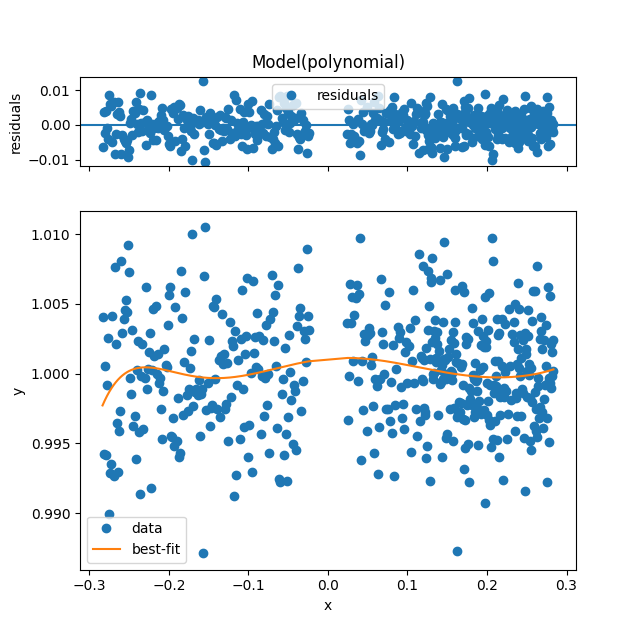 Model(polynomial)
0.01
0.00
−0.01
residuals
residuals
1.010
1.005
1.000
0.995
0.990
y
data
best-fit
−0.3 −0.2 −0.1 0.0 0.1 0.2 0.3
x